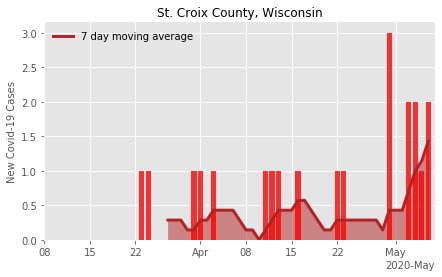 St. Croix County, Wisconsin
7 day moving average
New Covid-19 Cases
3.0
2.5
2.0
1.5
1.0
0.5
0.0
08 15 22 Apr 08 15 22 May
2020-May